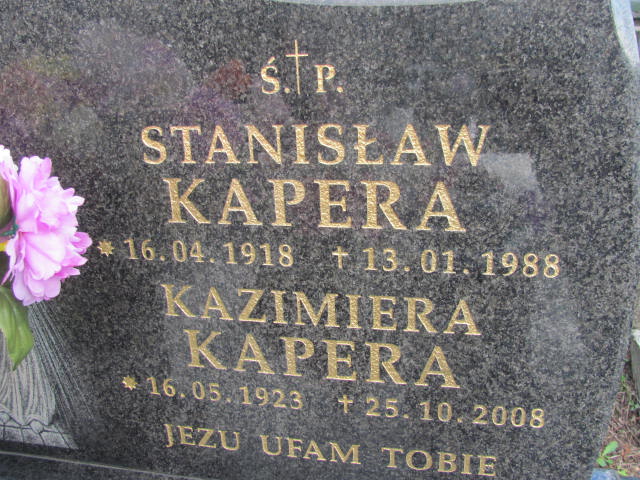 Ś. P.
STANISŁAW
KAPERA
* 16.04.1918 † 13.01.1988
KAZIMIERA
KAPERA
* 16.05.1923 † 25.10.2008
JEZU UFAM TOBIE